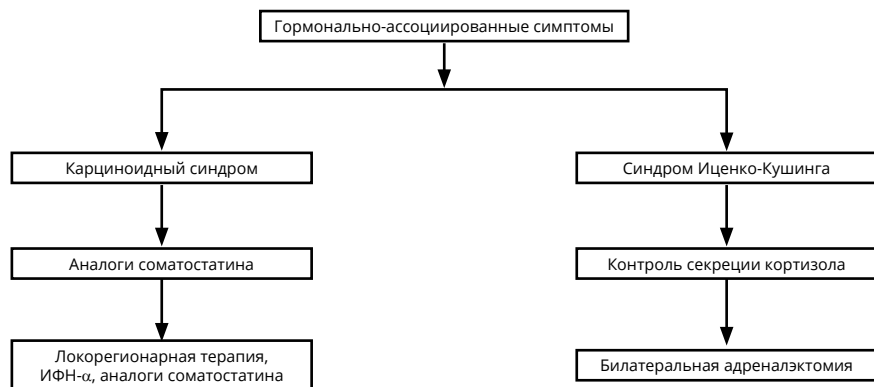 Гормонально-ассоциированные симптомы
Карциноидный синдром
Синдром Иценко-Кушинга
Аналоги соматостатина
Контроль секреции кортизола
Локорегионарная терапия,
ИФН-α, аналоги соматостатина
Билатеральная адреналэктомия